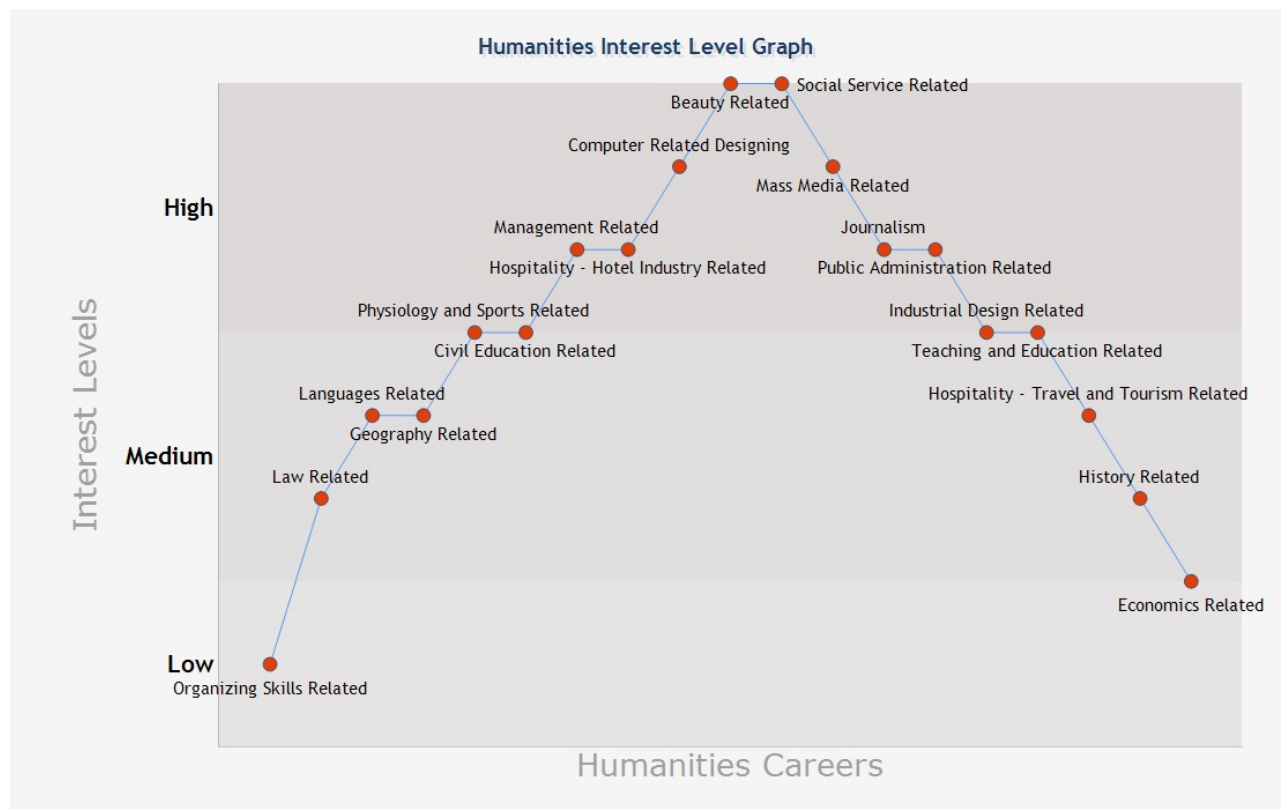 Humanities Interest Level Graph
Social Service Related
Beauty Related
Computer Related Designing
Mass Media Related
High
Management Related
Journalism
Hospitality - Hotel Industry Related
Public Administration Related
Physiology and Sports Related
Industrial Design Related
Civil Education Related
Teaching and Education Related
Languages Related
Hospitality - Travel and Tourism Related
Geography Related
Medium
Law Related
History Related
Economics Related
Low
Organizing Skills Related
Interest Levels
Humanities Careers